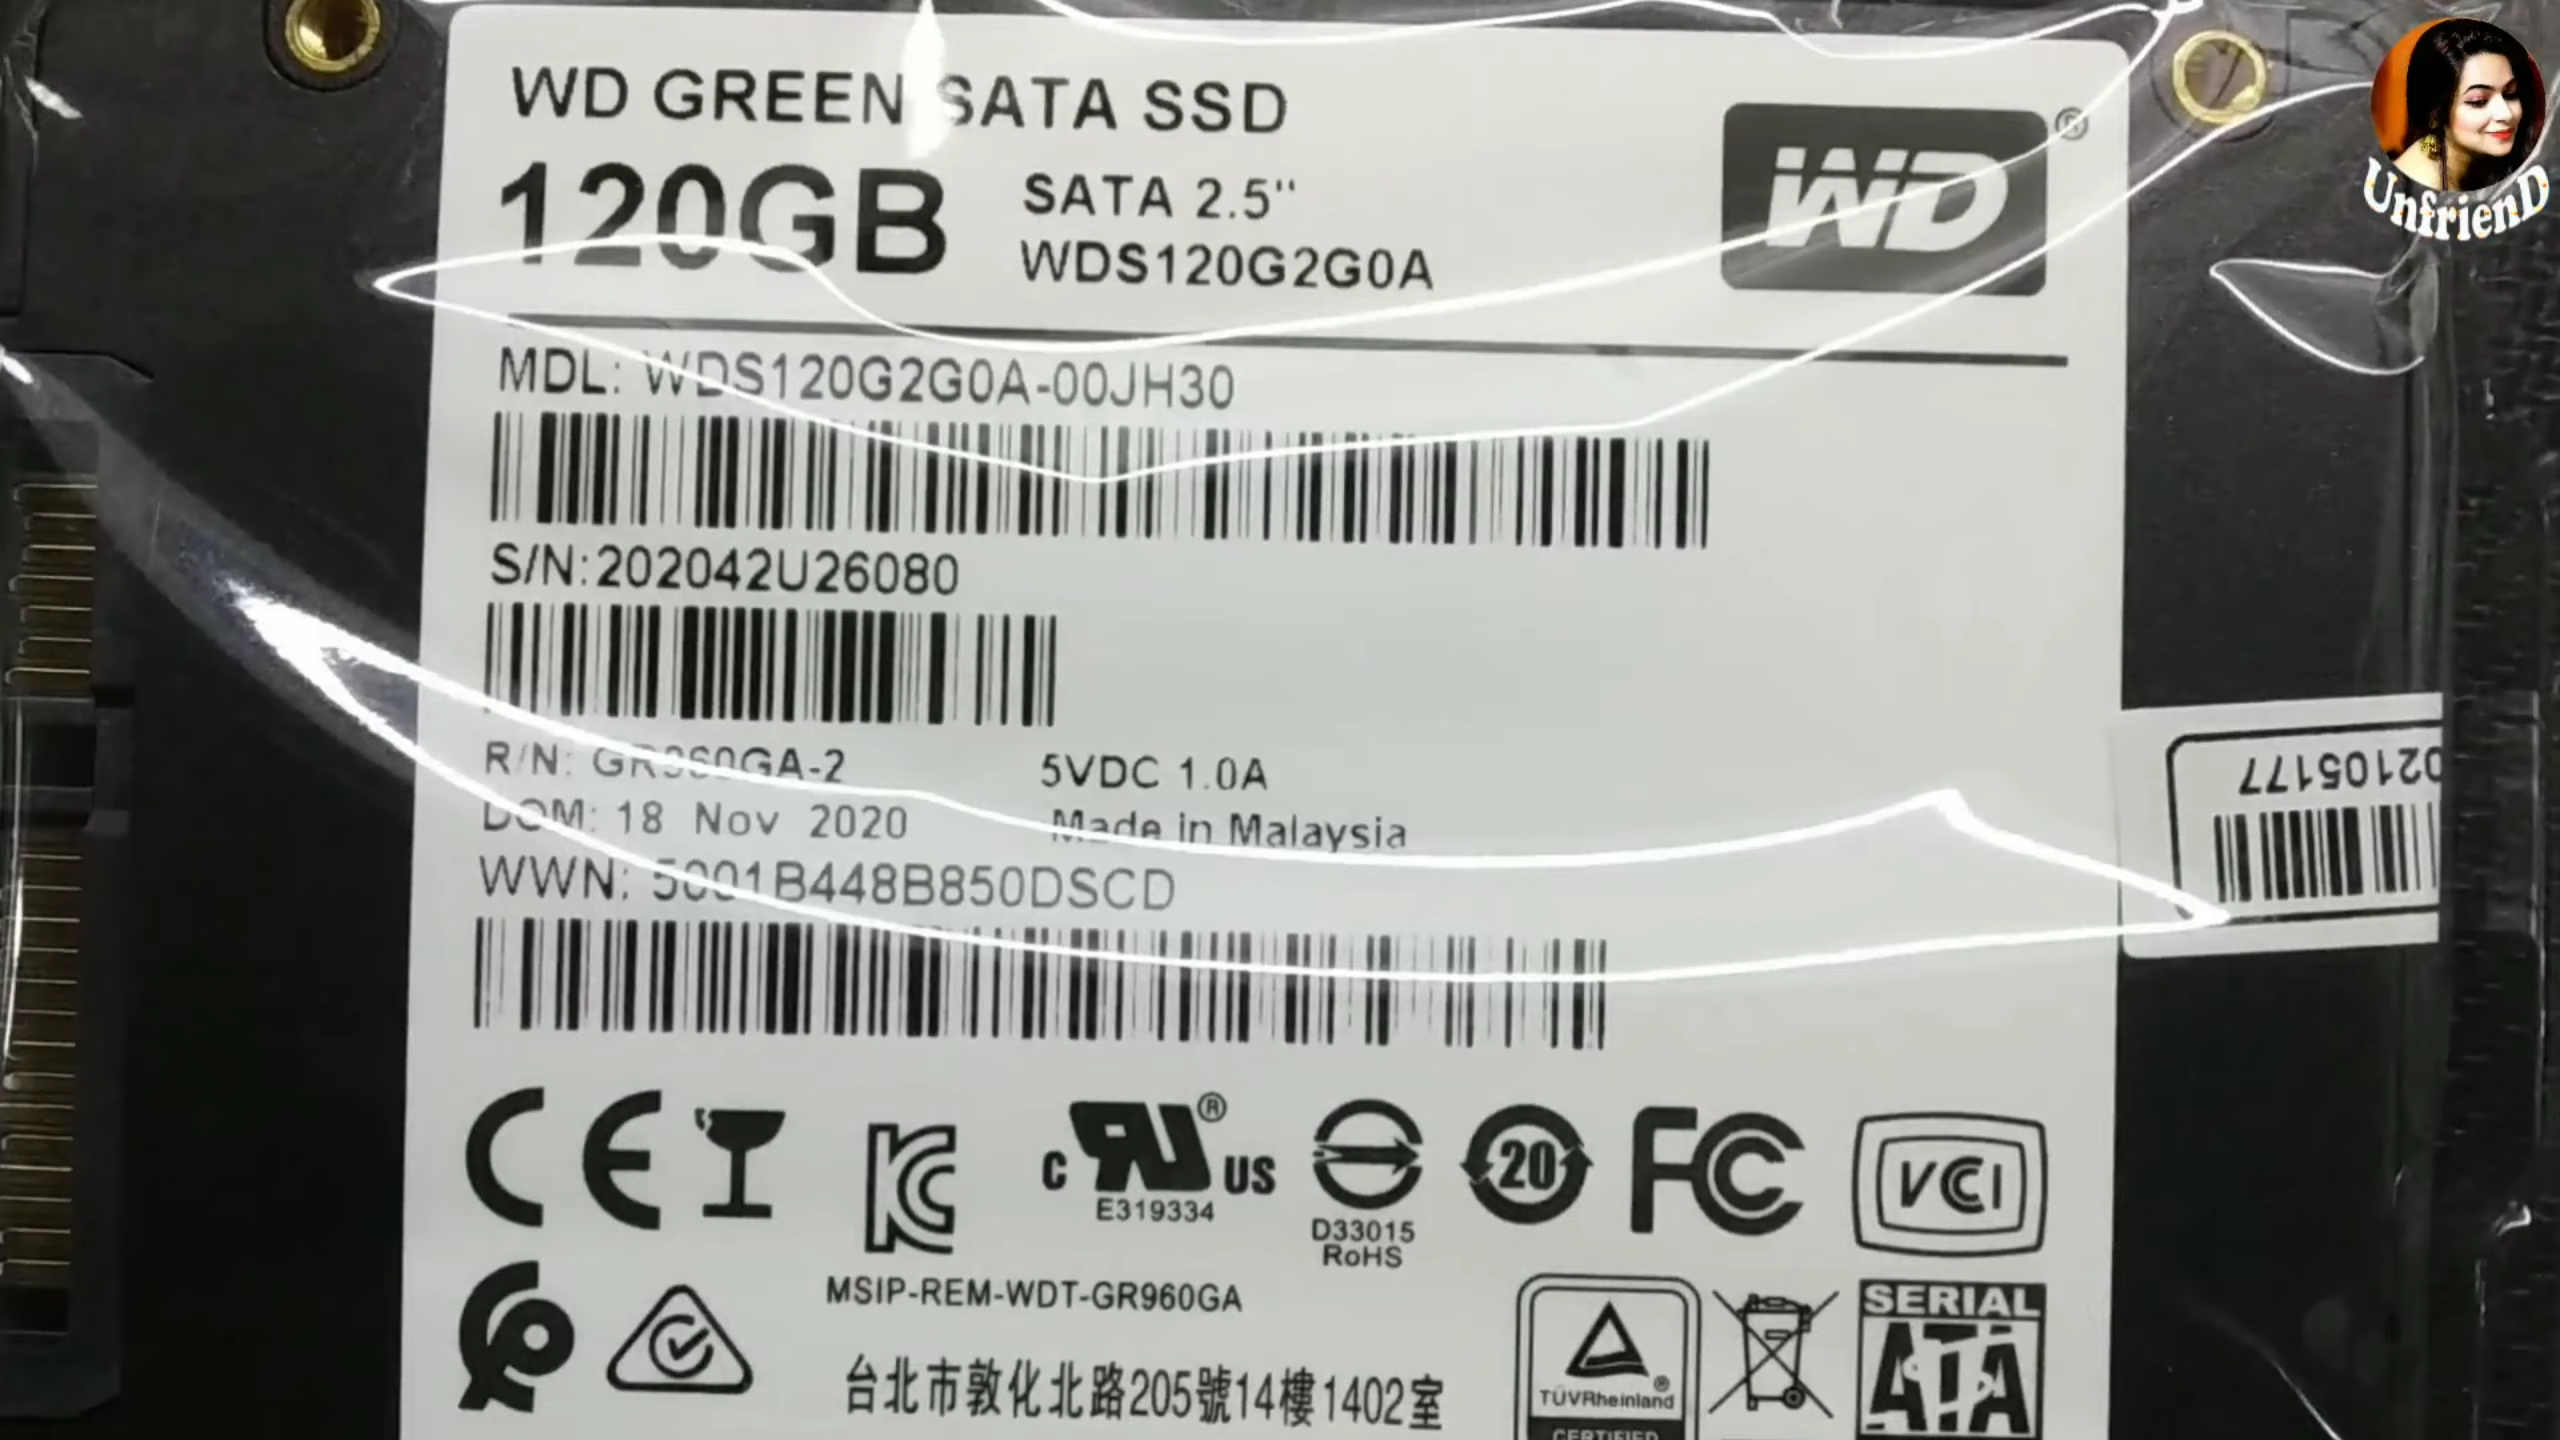 WD GREEN SATA SSD
120GB
SATA 2.5"
WDS120G2G0A
WD®
UnfrienD
MDL: WDS120G2G0A-00JH30
S/N:202042U26080
R/N: GR960GA-2
5VDC 1.0A
DOM: 18 Nov 2020
Made in Malaysia
WWN: 5001B448B850DSCD
02105177
CE
KC
c RU® US
E319334
D33015
RoHS
20
FC
VCI
MSIP-REM-WDT-GR960GA
台北市敦化北路205號14樓1402室
TÜVRheinland®
CERTIFIED
SERIAL
ATA